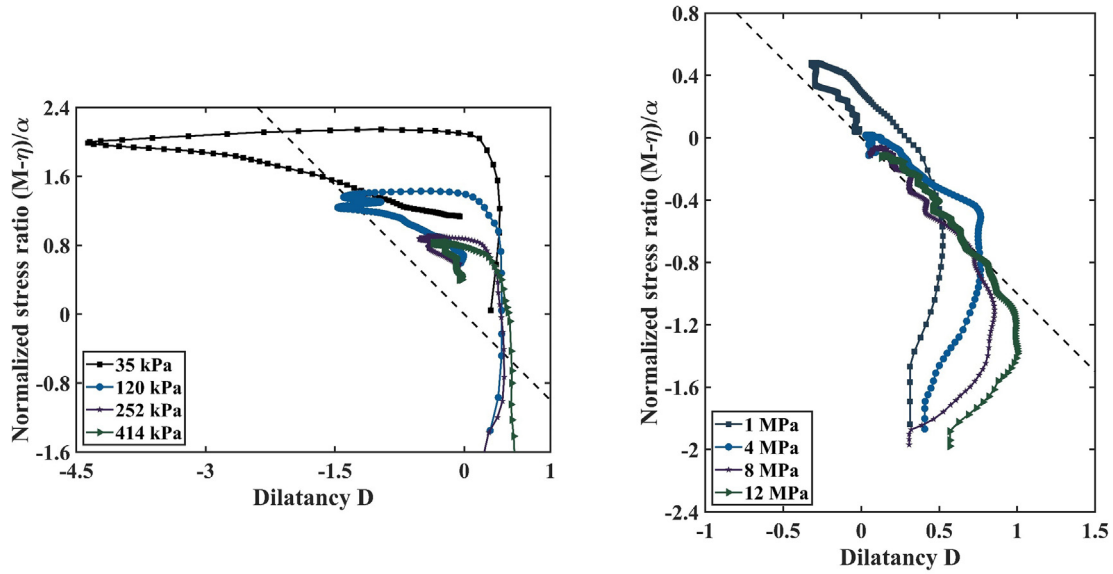 Normalized stress ratio (M-η)/α
2.4
1.6
0.8
0
-0.8
-1.6
35 kPa
120 kPa
252 kPa
414 kPa
-4.5 -3 -1.5 0 1
Dilatancy D
Normalized stress ratio (M-η)/α
0.8
0.4
0
-0.4
-0.8
-1.2
-1.6
-2
-2.4
1 MPa
4 MPa
8 MPa
12 MPa
-1 -0.5 0 0.5 1 1.5
Dilatancy D